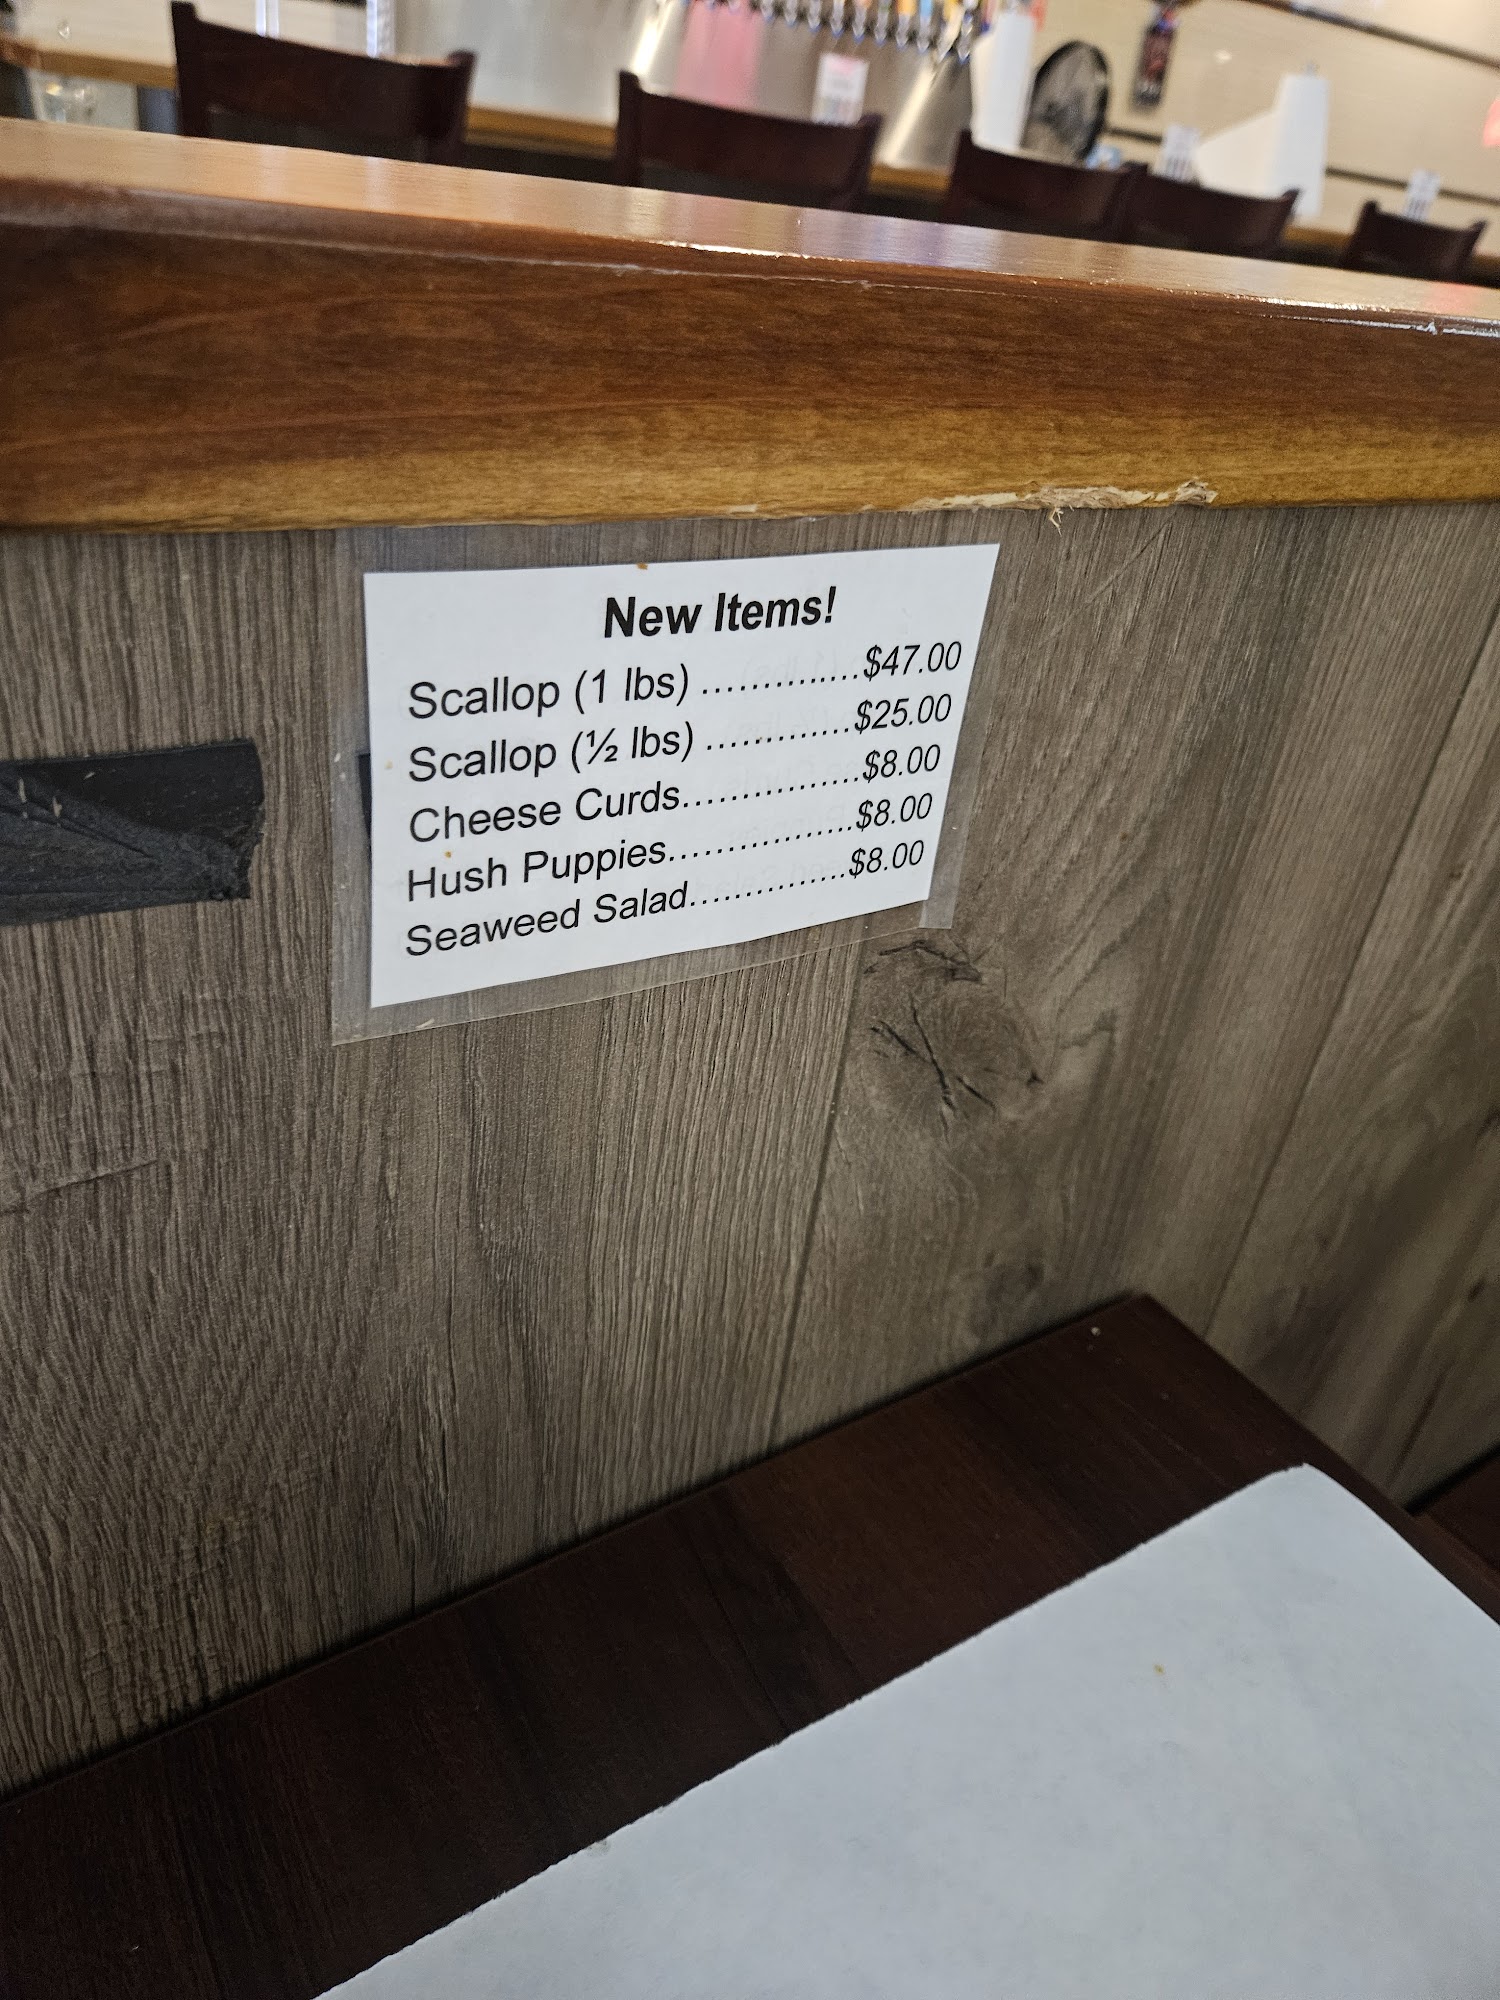 New Items!
Scallop (1 lbs) ................$47.00
Scallop (½ lbs) ..............$25.00
Cheese Curds.................$8.00
Hush Puppies..................$8.00
Seaweed Salad...............$8.00